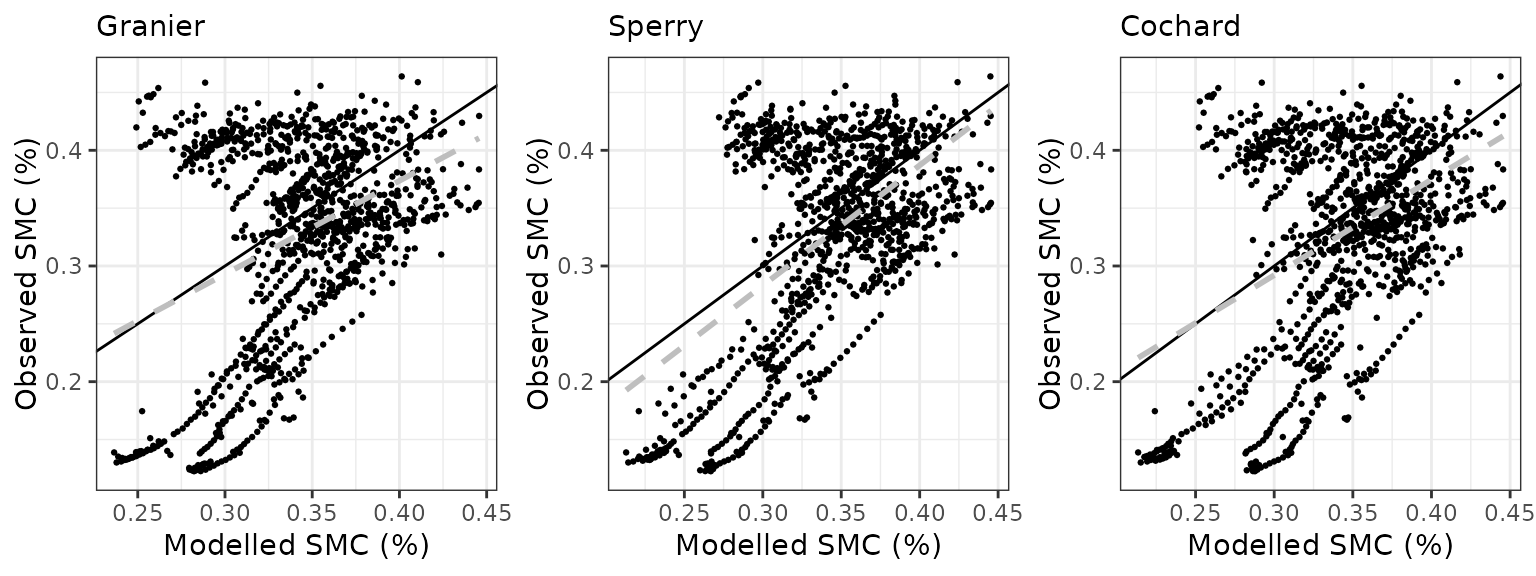 Granier
Sperry
Cochard
Observed SMC (%)
0.4
0.3
0.2
0.25 0.30 0.35 0.40 0.45
Modelled SMC (%)
Observed SMC (%)
0.4
0.3
0.2
0.25 0.30 0.35 0.40 0.45
Modelled SMC (%)
Observed SMC (%)
0.4
0.3
0.2
0.25 0.30 0.35 0.40 0.45
Modelled SMC (%)